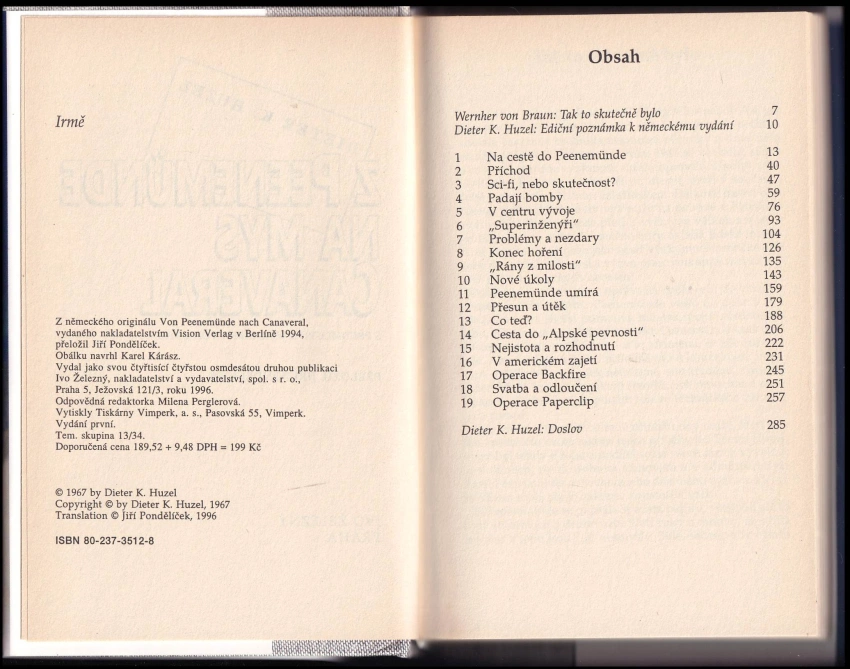 Irmě
Z německého originálu Von Peenemünde nach Canaveral,
vydaného nakladatelstvím Vision Verlag v Berlíně 1994,
přeložil Jiří Pondělíček.
Obálku navrhl Karel Kárász.
Vydal jako svou čtyřtisící čtyřstou osmdesátou druhou publikaci
Ivo Železný, nakladatelství a vydavatelství, spol. s r. o.,
Praha 5, Ježovská 121/3, roku 1996.
Odpovědná redaktorka Milena Perglerová.
Vytiskly Tiskárny Vimperk, a. s., Pasovská 55, Vimperk.
Vydání první.
Tem. skupina 13/34.
Doporučená cena 189,52 + 9,48 DPH = 199 Kč
© 1967 by Dieter K. Huzel
Copyright © by Dieter K. Huzel, 1967
Translation © Jiří Pondělíček, 1996
ISBN 80-237-3512-8
Obsah
Wernher von Braun: Tak to skutečně bylo 7
Dieter K. Huzel: Ediční poznámka k německému vydání 10
1 Na cestě do Peenemünde 13
2 Příchod 40
3 Sci-fi, nebo skutečnost? 47
4 Padají bomby 59
5 V centru vývoje 76
6 „Superinženýři“ 93
7 Problémy a nezdary 104
8 Konec hoření 126
9 „Rány z milosti“ 135
10 Nové úkoly 143
11 Peenemünde umírá 159
12 Přesun a útěk 179
13 Co teď? 188
14 Cesta do „Alpské pevnosti“ 206
15 Nejistota a rozhodnutí 222
16 V americkém zajetí 231
17 Operace Backfire 245
18 Svatba a odloučení 251
19 Operace Paperclip 257
Dieter K. Huzel: Doslov 285